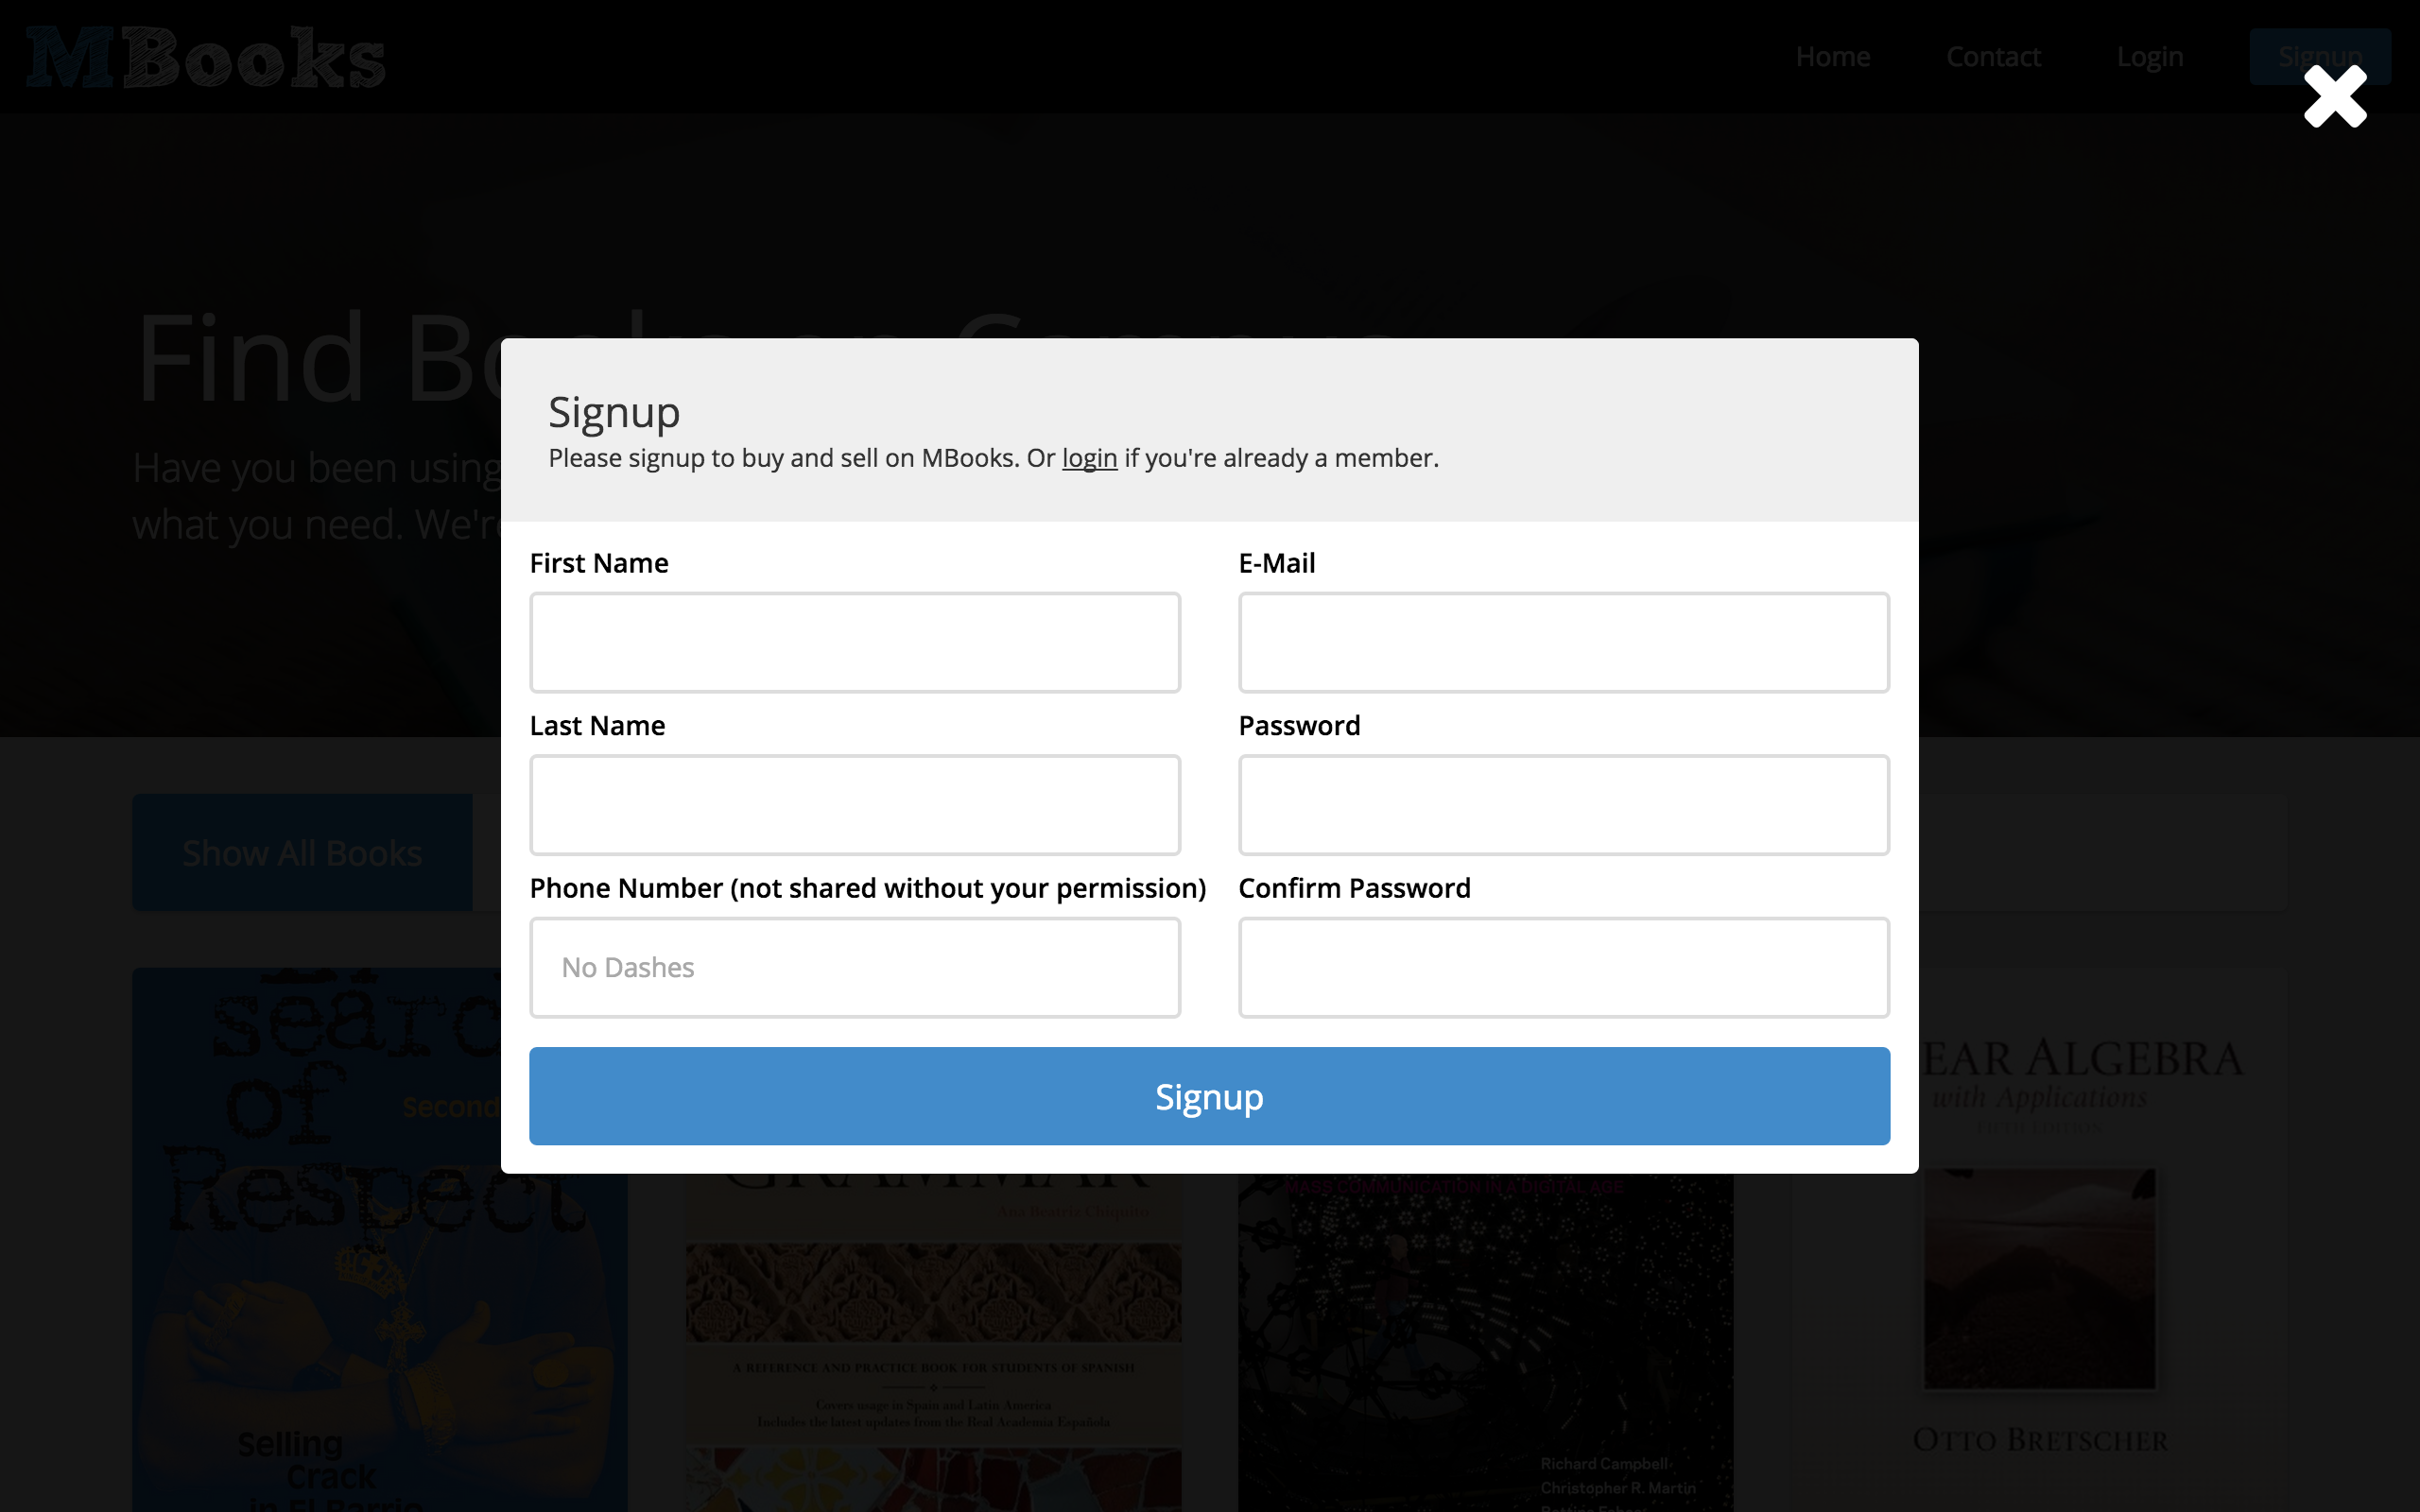 MBooks
Home Contact Login Signup
Find
Have you been using
what you need. We're
Signup
Please signup to buy and sell on MBooks. Or login if you're already a member.
First Name E-Mail
Last Name Password
Phone Number (not shared without your permission) Confirm Password
No Dashes
Signup
Show All Books
search
of
Second
Respect
Selling
Crack
in El Barrio
GRAMMAR
Ana Beatriz Chiquito
A REFERENCE AND PRACTICE BOOK FOR STUDENTS OF SPANISH
Covers usage in Spain and Latin America
Includes the latest updates from the Real Academia Española
MASS COMMUNICATION IN A DIGITAL AGE
Richard Campbell
Christopher R. Martin
EAR ALGEBRA
with Applications
FIFTH EDITION
OTTO BRETSCHER